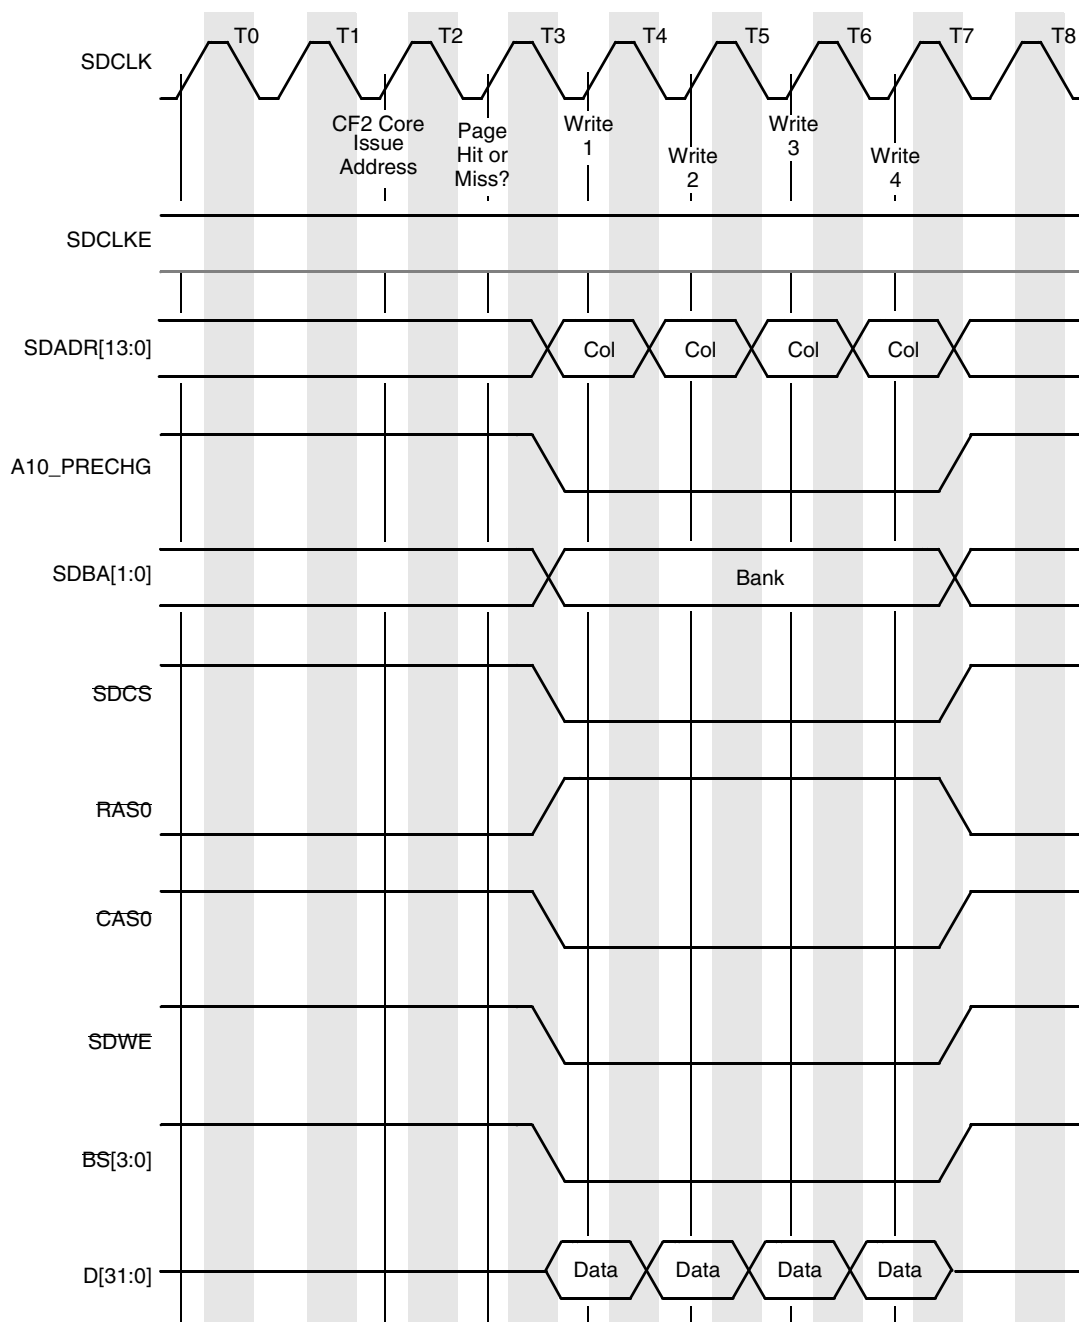 T0 T1 T2 T3 T4 T5 T6 T7 T8
SDCLK
CF2 Core
Issue
Address
Page
Hit or
Miss?
Write
1
Write
2
Write
3
Write
4
SDCLKE
SDADR[13:0]
Col Col Col Col
A10_PRECHG
SDBA[1:0]
Bank
SDCS
RAS0
CAS0
SDWE
BS[3:0]
D[31:0]
Data Data Data Data